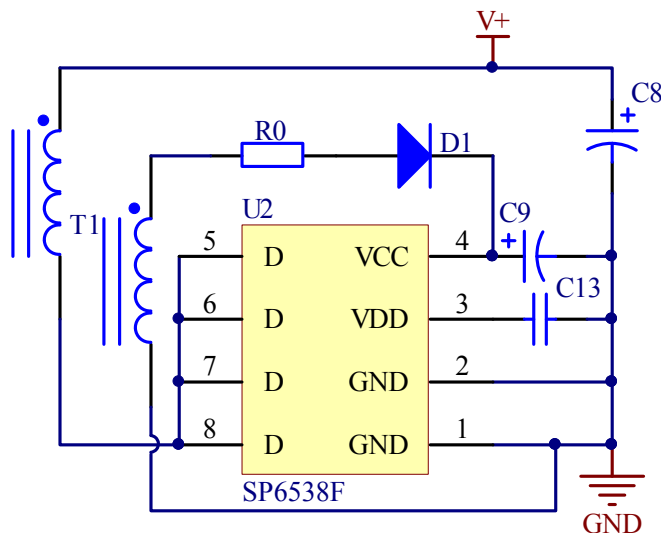 V+
C8
+
R0
D1
T1
U2
C9
+
5 D VCC 4
C13
6 D VDD 3
7 D GND 2
8 D GND 1
SP6538F
GND